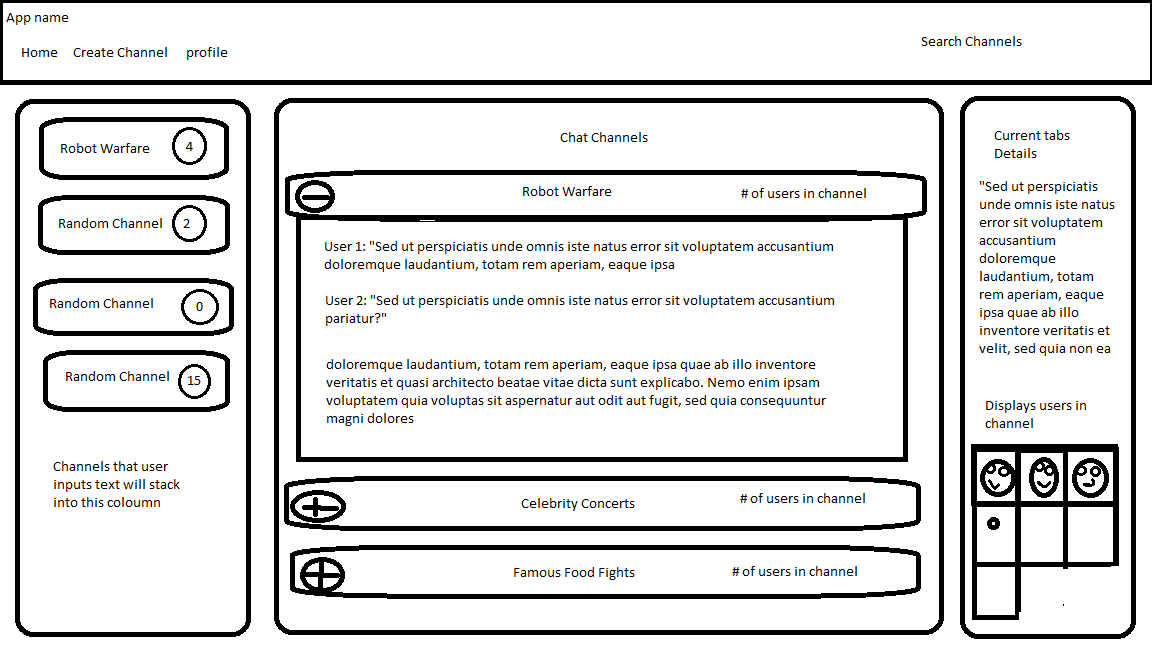 App name
Home Create Channel profile
Search Channels
Robot Warfare 4
Random Channel 2
Random Channel 0
Random Channel 15
Channels that user
inputs text will stack
into this coloumn
Chat Channels
Robot Warfare # of users in channel
User 1: "Sed ut perspiciatis unde omnis iste natus error sit voluptatem accusantium
doloremque laudantium, totam rem aperiam, eaque ipsa
User 2: "Sed ut perspiciatis unde omnis iste natus error sit voluptatem accusantium
pariatur?"
doloremque laudantium, totam rem aperiam, eaque ipsa quae ab illo inventore
veritatis et quasi architecto beatae vitae dicta sunt explicabo. Nemo enim ipsam
voluptatem quia voluptas sit aspernatur aut odit aut fugit, sed quia consequuntur
magni dolores
Celebrity Concerts # of users in channel
Famous Food Fights # of users in channel
Current tabs
Details
"Sed ut perspiciatis
unde omnis iste natus
error sit voluptatem
accusantium
doloremque
laudantium, totam
rem aperiam, eaque
ipsa quae ab illo
inventore veritatis et
velit, sed quia non ea
Displays users in
channel